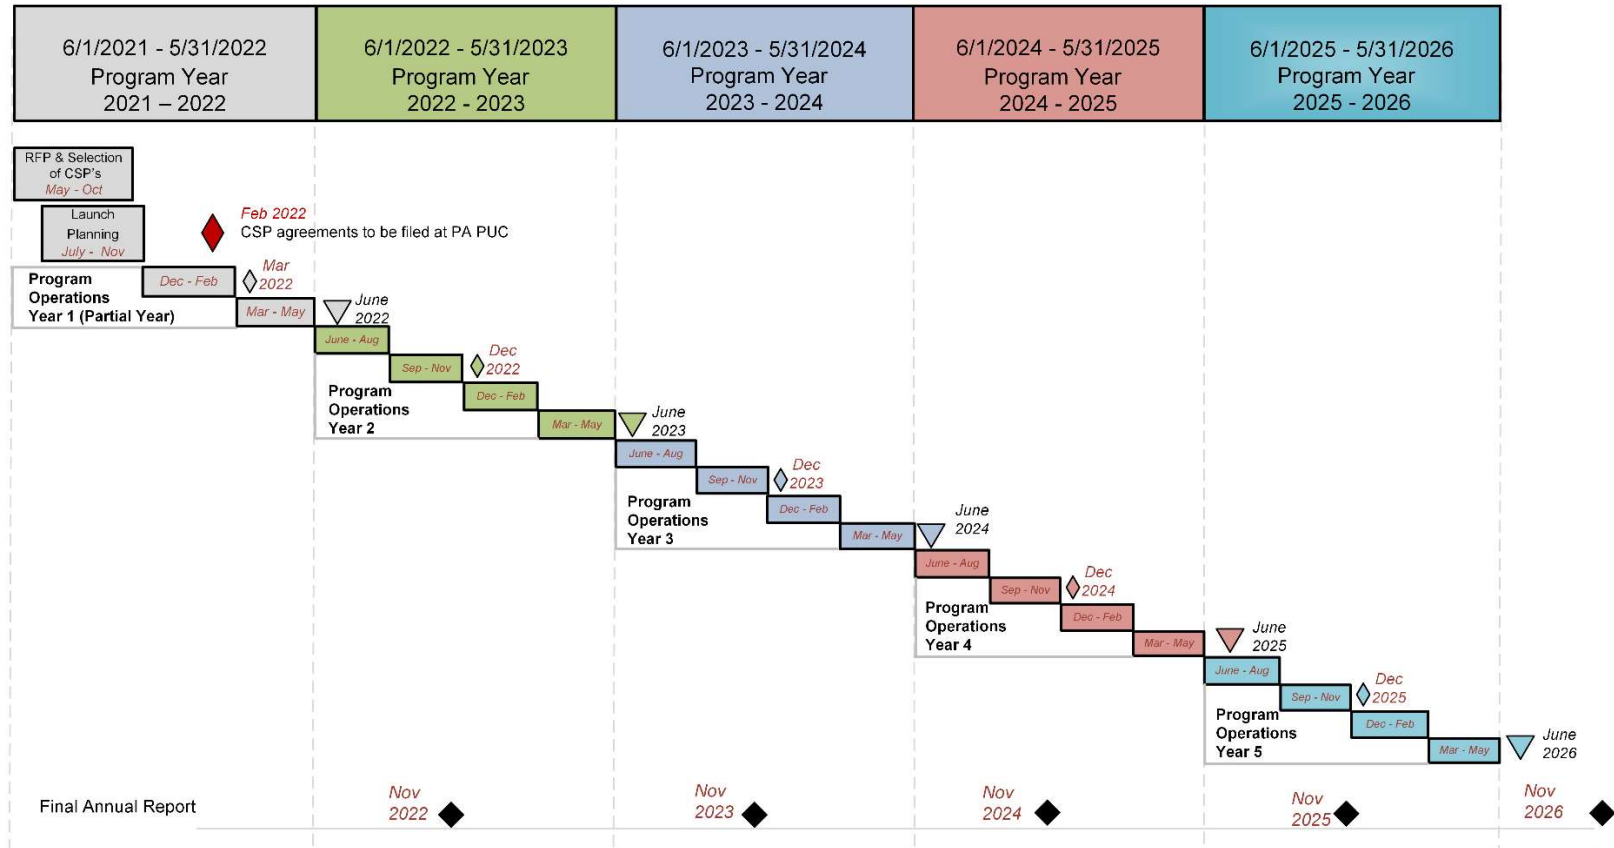 6/1/2021 - 5/31/2022
Program Year
2021 – 2022
6/1/2022 - 5/31/2023
Program Year
2022 - 2023
6/1/2023 - 5/31/2024
Program Year
2023 - 2024
6/1/2024 - 5/31/2025
Program Year
2024 - 2025
6/1/2025 - 5/31/2026
Program Year
2025 - 2026
RFP & Selection
of CSP's
May - Oct
Launch
Planning
July - Nov
Feb 2022
CSP agreements to be filed at PA PUC
Program
Operations
Year 1 (Partial Year)
Dec - Feb
Mar
2022
Mar - May
June
2022
June - Aug
Sep - Nov
Dec
2022
Program
Operations
Year 2
Dec - Feb
Mar - May
June
2023
June - Aug
Sep - Nov
Dec
2023
Program
Operations
Year 3
Dec - Feb
Mar - May
June
2024
June - Aug
Sep - Nov
Dec
2024
Program
Operations
Year 4
Dec - Feb
Mar - May
June
2025
June - Aug
Sep - Nov
Dec
2025
Program
Operations
Year 5
Dec - Feb
Mar - May
June
2026
Final Annual Report
Nov
2022
Nov
2023
Nov
2024
Nov
2025
Nov
2026